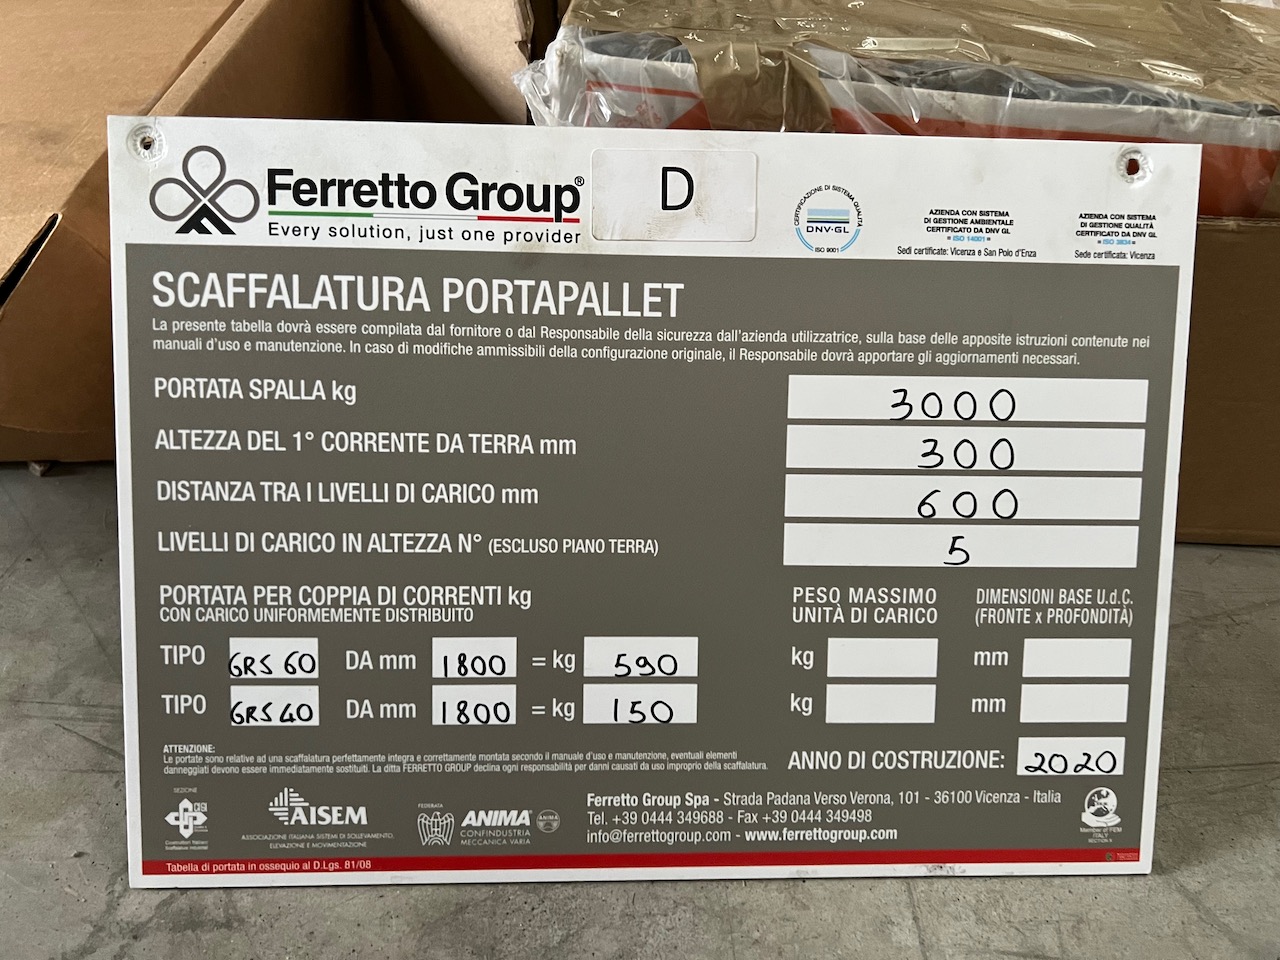 Ferretto Group®
Every solution, just one provider
D
CERTIFICAZIONE DI SISTEMA QUALITÀ
DNV·GL
ISO 9001
AZIENDA CON SISTEMA
DI GESTIONE AMBIENTALE
CERTIFICATO DA DNV GL
= ISO 14001 =
Sedi certificate: Vicenza e San Polo d'Enza
AZIENDA CON SISTEMA
DI GESTIONE QUALITÀ
CERTIFICATO DA DNV GL
= ISO 3834 =
Sede certificata: Vicenza
SCAFFALATURA PORTAPALLET
La presente tabella dovrà essere compilata dal fornitore o dal Responsabile della sicurezza dall'azienda utilizzatrice, sulla base delle apposite istruzioni contenute nei
manuali d'uso e manutenzione. In caso di modifiche ammissibili della configurazione originale, il Responsabile dovrà apportare gli aggiornamenti necessari.
PORTATA SPALLA kg 3000
ALTEZZA DEL 1° CORRENTE DA TERRA mm 300
DISTANZA TRA I LIVELLI DI CARICO mm 600
LIVELLI DI CARICO IN ALTEZZA N° (ESCLUSO PIANO TERRA) 5
PORTATA PER COPPIA DI CORRENTI kg
CON CARICO UNIFORMEMENTE DISTRIBUITO
PESO MASSIMO
UNITÀ DI CARICO
DIMENSIONI BASE U.d.C.
(FRONTE x PROFONDITÀ)
TIPO GRS 60 DA mm 1800 = kg 590 kg mm
TIPO GRS 40 DA mm 1800 = kg 150 kg mm
ATTENZIONE:
Le portate sono relative ad una scaffalatura perfettamente integra e correttamente montata secondo il manuale d'uso e manutenzione, eventuali elementi
danneggiati devono essere immediatamente sostituiti. La ditta FERRETTO GROUP declina ogni responsabilità per danni causati da uso improprio della scaffalatura.
ANNO DI COSTRUZIONE: 2020
SEZIONE
CISI
AISEM
ASSOCIAZIONE ITALIANA SISTEMI DI SOLLEVAMENTO,
ELEVAZIONE E MOVIMENTAZIONE
FEDERATA
ANIMA
CONFINDUSTRIA
MECCANICA VARIA
ANIMA
Ferretto Group Spa - Strada Padana Verso Verona, 101 - 36100 Vicenza - Italia
Tel. +39 0444 349688 - Fax +39 0444 349498
info@ferrettogroup.com - www.ferrettogroup.com
Member of FEM
ITALY
Tabella di portata in ossequio al D.Lgs. 81/08